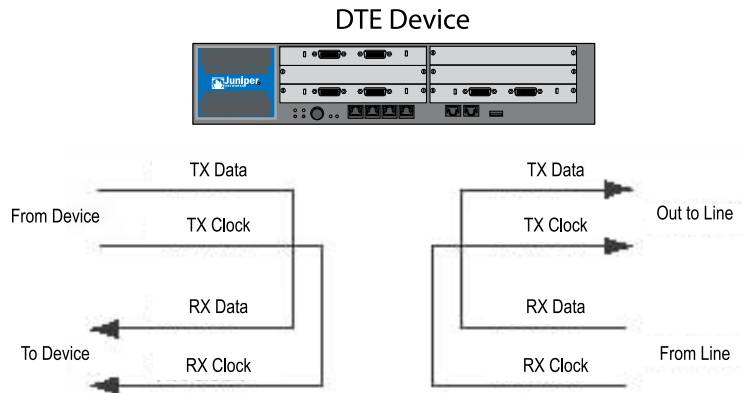 DTE Device
Juniper
NETWORKS
TX Data
TX Data
From Device
Out to Line
TX Clock
TX Clock
RX Data
RX Data
To Device
From Line
RX Clock
RX Clock